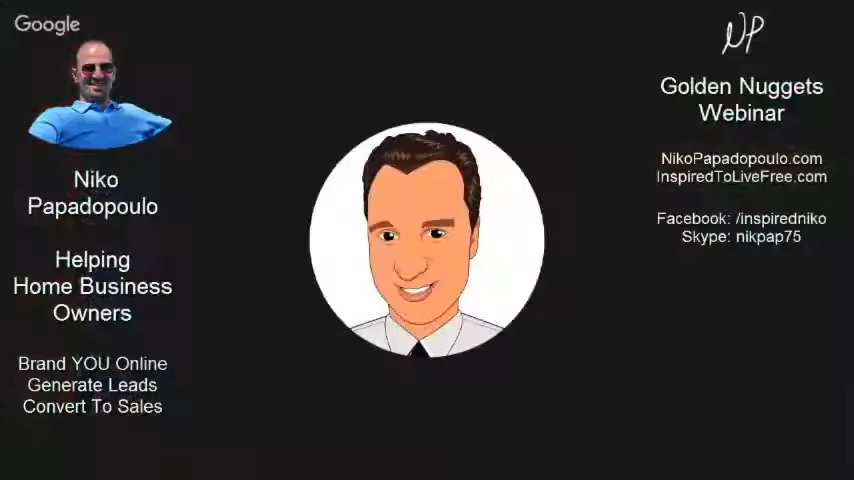 Google
Niko
Papadopoulo
Helping
Home Business
Owners
Brand YOU Online
Generate Leads
Convert To Sales
NP
Golden Nuggets
Webinar
NikoPapadopoulo.com
InspiredToLiveFree.com
Facebook: /inspiredniko
Skype: nikpap75